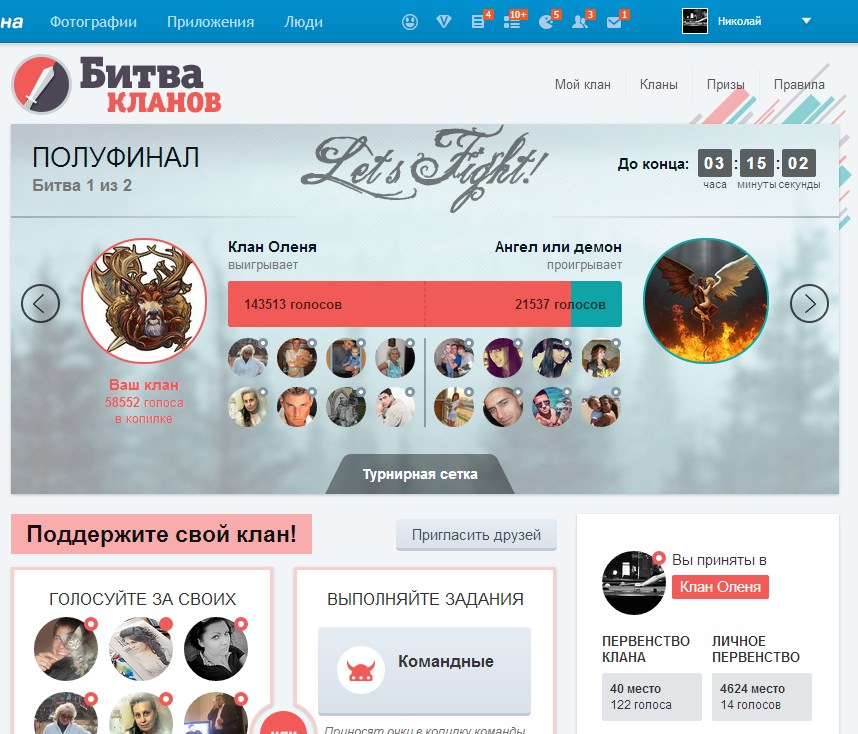 на Фотографии Приложения Люди 4 10+ 5 3 1 Николай
Битва
кланов
Мой клан Кланы Призы Правила
ПОЛУФИНАЛ
Битва 1 из 2
Let's Fight!
До конца: 03 : 15 : 02
часа минуты секунды
Клан Оленя
выигрывает
Ангел или демон
проигрывает
143513 голосов 21537 голосов
Ваш клан
58552 голоса
в копилке
Турнирная сетка
Поддержите свой клан!
Пригласить друзей
ГОЛОСУЙТЕ ЗА СВОИХ
или
ВЫПОЛНЯЙТЕ ЗАДАНИЯ
Командные
Приносят очки в копилку команды
Вы приняты в
Клан Оленя
ПЕРВЕНСТВО
КЛАНА
40 место
122 голоса
ЛИЧНОЕ
ПЕРВЕНСТВО
4624 место
14 голосов